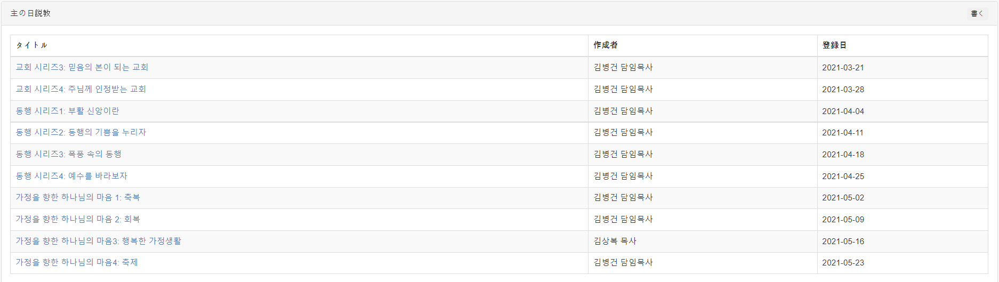 主の日説教 書く
タイトル 作成者 登録日
교회 시리즈3: 믿음의 본이 되는 교회 김병건 담임목사 2021-03-21
교회 시리즈4: 주님께 인정받는 교회 김병건 담임목사 2021-03-28
동행 시리즈1: 부활 신앙이란 김병건 담임목사 2021-04-04
동행 시리즈2: 동행의 기쁨을 누리자 김병건 담임목사 2021-04-11
동행 시리즈3: 폭풍 속의 동행 김병건 담임목사 2021-04-18
동행 시리즈4: 예수를 바라보자 김병건 담임목사 2021-04-25
가정을 향한 하나님의 마음 1: 축복 김병건 담임목사 2021-05-02
가정을 향한 하나님의 마음 2: 회복 김병건 담임목사 2021-05-09
가정을 향한 하나님의 마음3: 행복한 가정생활 김상복 목사 2021-05-16
가정을 향한 하나님의 마음4: 축제 김병건 담임목사 2021-05-23